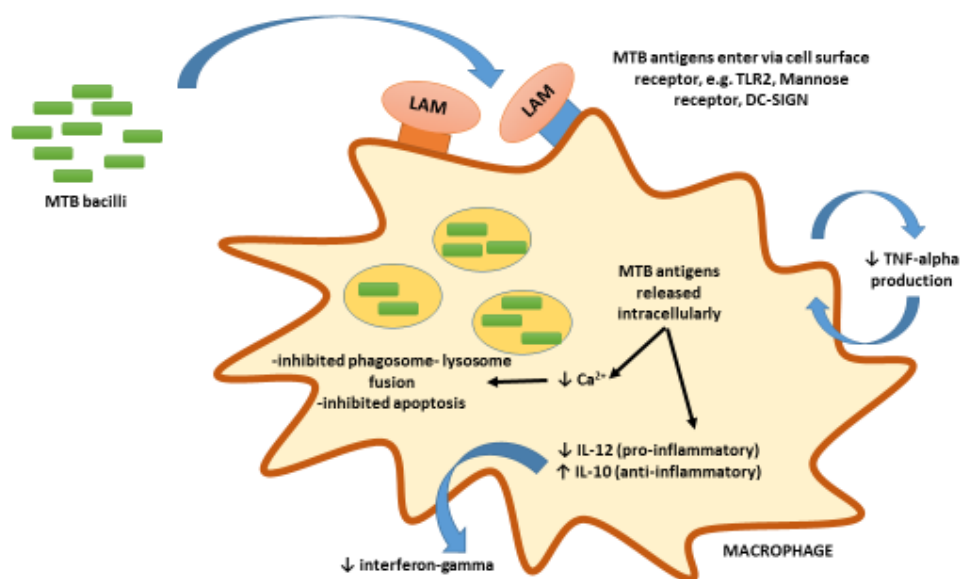 MTB bacilli
LAM
LAM
MTB antigens enter via cell surface
receptor, e.g. TLR2, Mannose
receptor, DC-SIGN
↓ TNF-alpha
production
MTB antigens
released
intracellularly
-inhibited phagosome- lysosome
fusion
-inhibited apoptosis
↓ Ca²⁺
↓ IL-12 (pro-inflammatory)
↑ IL-10 (anti-inflammatory)
↓ interferon-gamma
MACROPHAGE